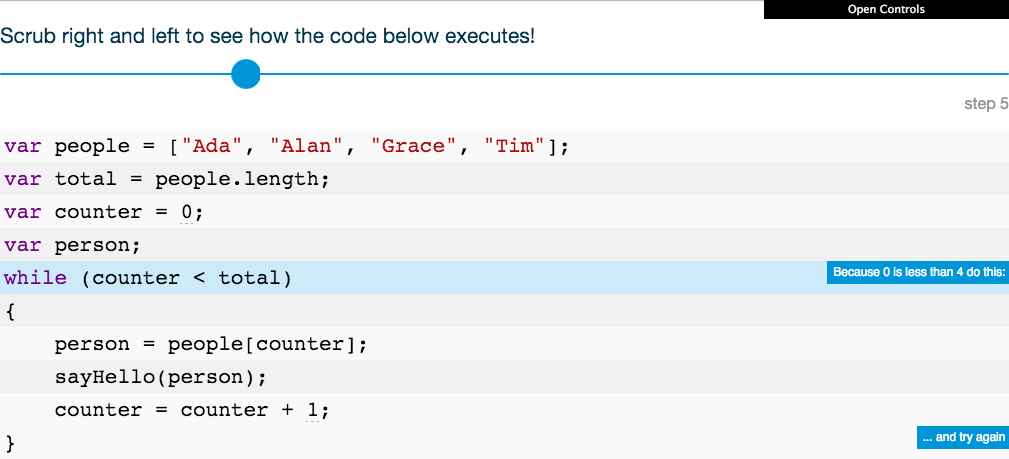 Open Controls
Scrub right and left to see how the code below executes!
step 5
var people = ["Ada", "Alan", "Grace", "Tim"];
var total = people.length;
var counter = 0;
var person;
while (counter < total)
Because 0 is less than 4 do this:
{
    person = people[counter];
    sayHello(person);
    counter = counter + 1;
}
... and try again